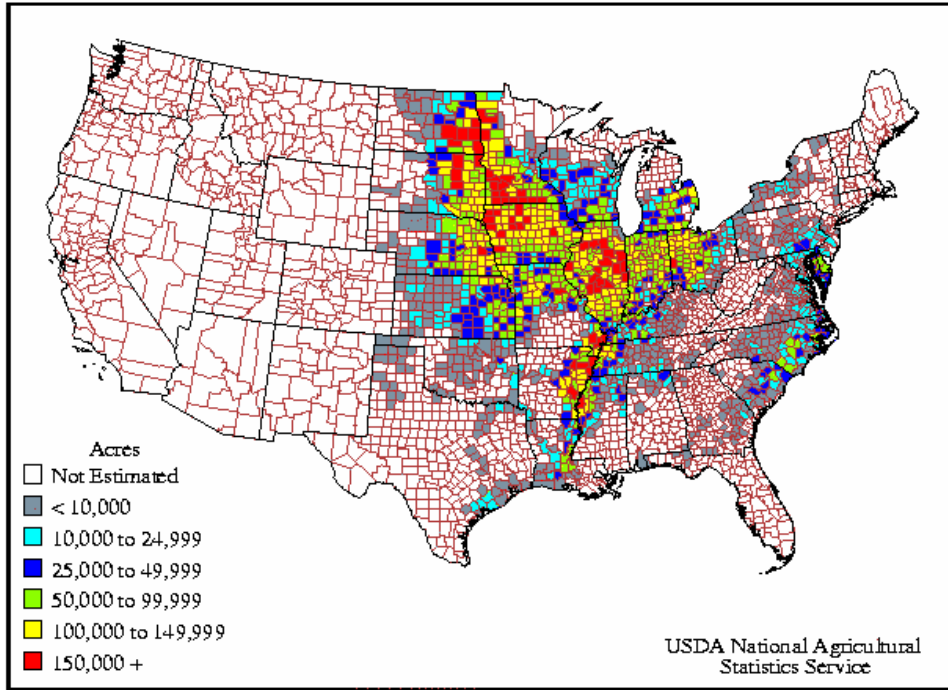 Acres
Not Estimated
< 10,000
10,000 to 24,999
25,000 to 49,999
50,000 to 99,999
100,000 to 149,999
150,000 +
USDA National Agricultural
Statistics Service